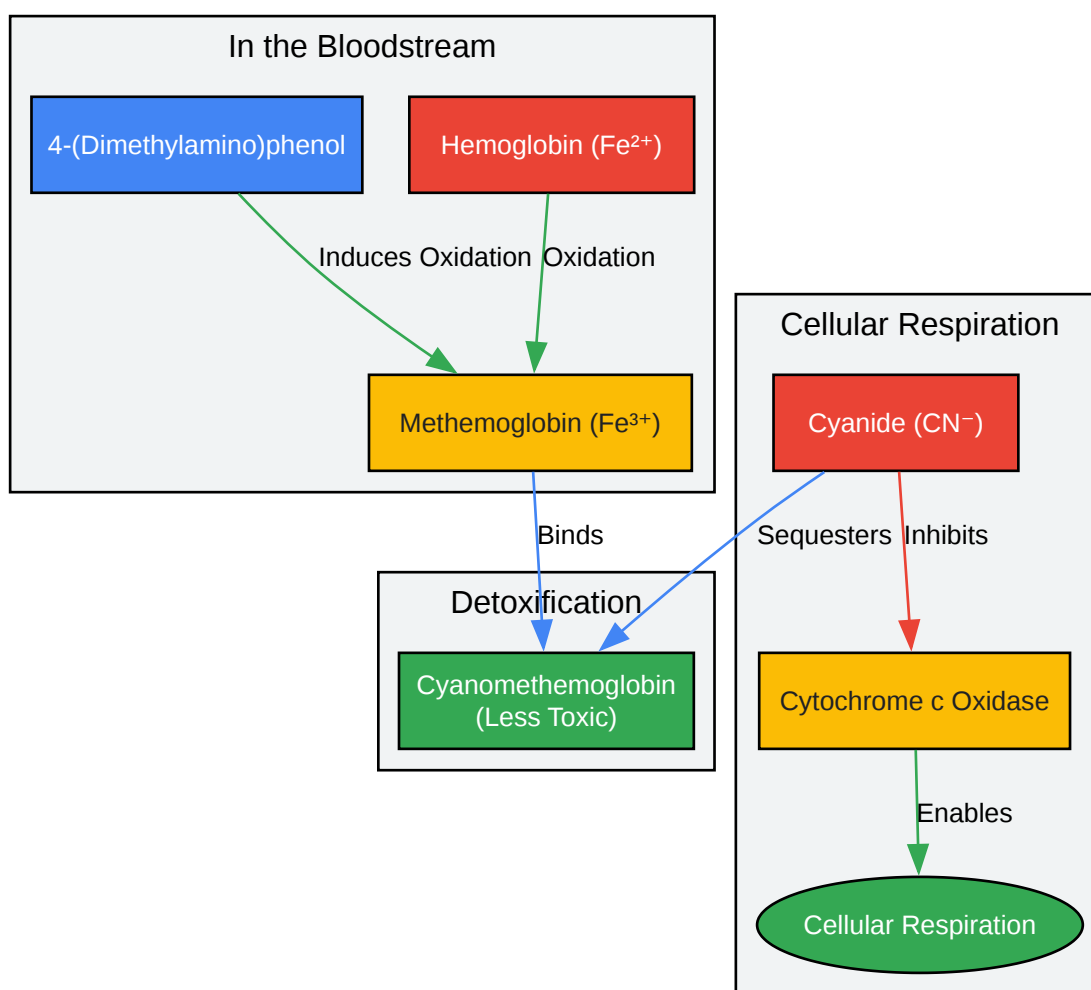 In the Bloodstream
4-(Dimethylamino)phenol
Hemoglobin (Fe²⁺)
Induces Oxidation
Oxidation
Methemoglobin (Fe³⁺)
Cellular Respiration
Cyanide (CN⁻)
Binds
Sequesters
Inhibits
Detoxification
Cyanomethemoglobin
(Less Toxic)
Cytochrome c Oxidase
Enables
Cellular Respiration